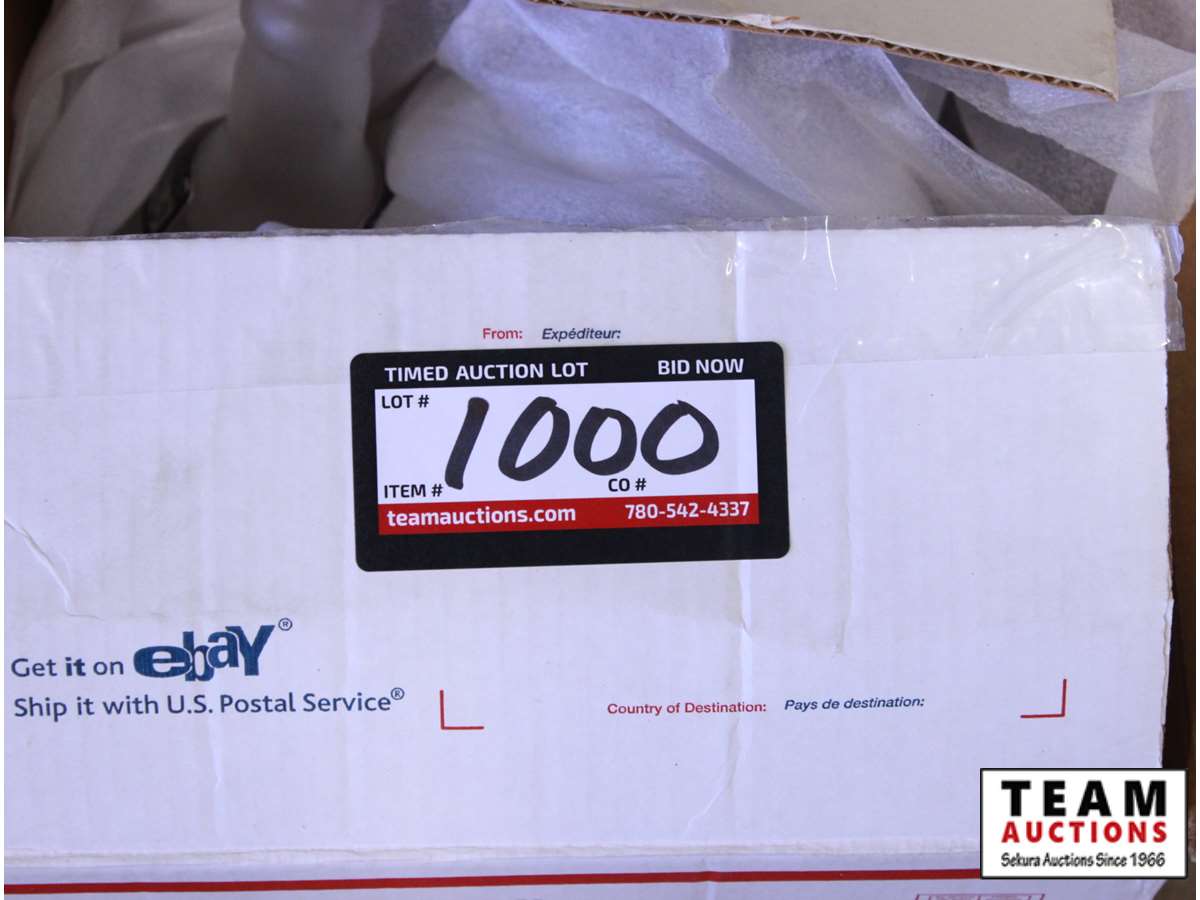 From: Expéditeur:
TIMED AUCTION LOT BID NOW
LOT # 1000
ITEM # CO #
teamauctions.com 780-542-4337
Get it on ebay®
Ship it with U.S. Postal Service®
Country of Destination: Pays de destination:
TEAM
AUCTIONS
Sekura Auctions Since 1966